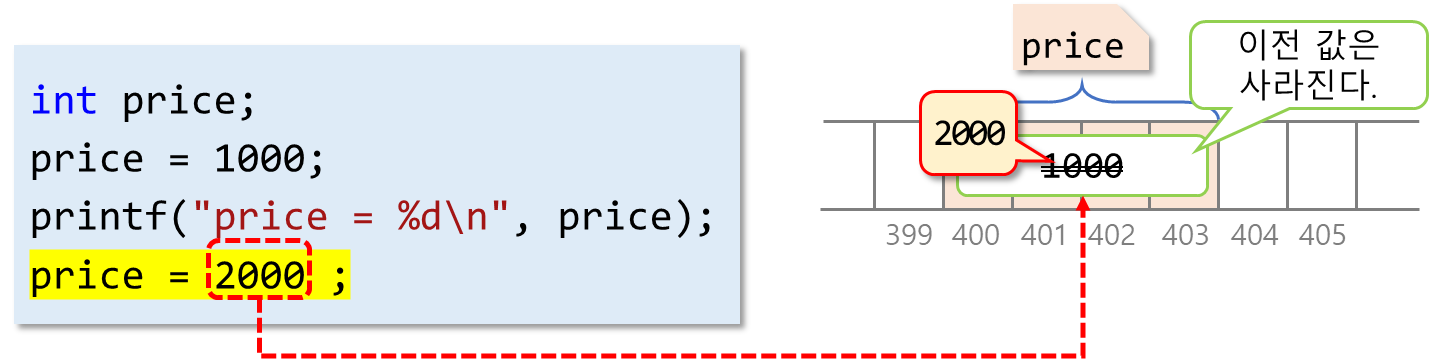 int price;
price = 1000;
printf("price = %d\n", price);
price = 2000 ;
price
이전 값은
사라진다.
2000
1000
399 400 401 402 403 404 405